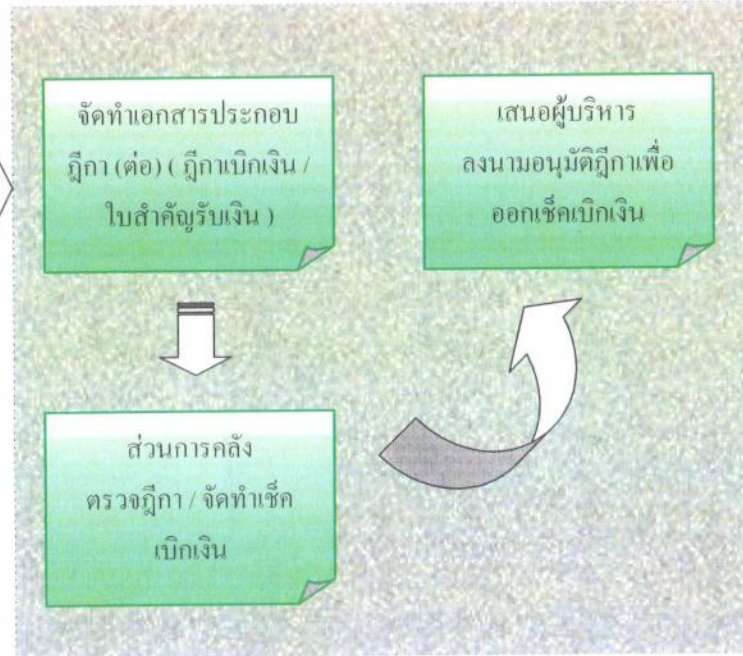 จัดทำเอกสารประกอบ
ฎีกา (ต่อ) ( ฎีกาเบิกเงิน /
ใบสำคัญรับเงิน )
ส่วนการคลัง
ตรวจฎีกา / จัดทำเช็ค
เบิกเงิน
เสนอผู้บริหาร
ลงนามอนุมัติฎีกาเพื่อ
ออกเช็คเบิกเงิน